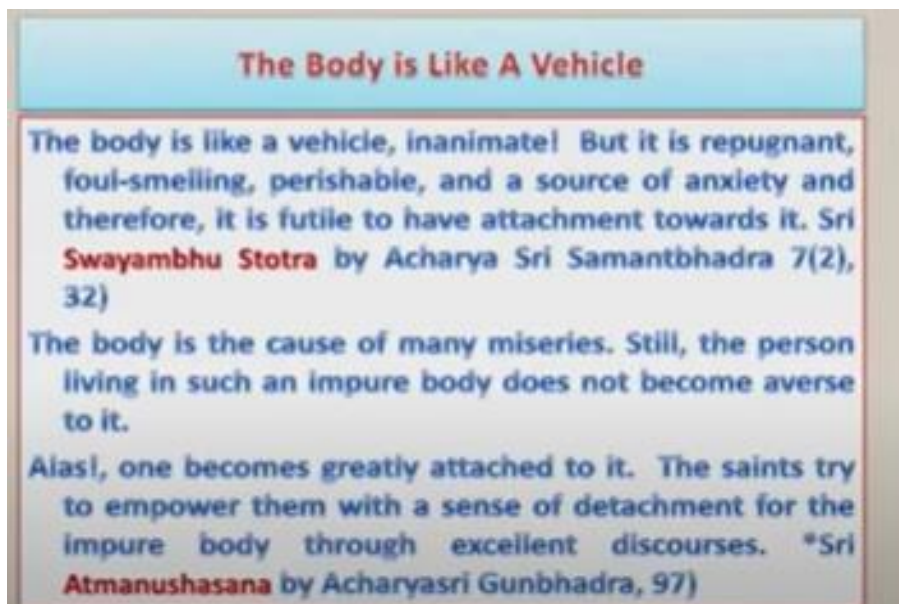 The Body is Like A Vehicle
The body is like a vehicle, inanimate! But it is repugnant,
foul-smelling, perishable, and a source of anxiety and
therefore, it is futile to have attachment towards it. Sri
Swayambhu Stotra by Acharya Sri Samantbhadra 7(2),
32)
The body is the cause of many miseries. Still, the person
living in such an impure body does not become averse
to it.
Alas!, one becomes greatly attached to it. The saints try
to empower them with a sense of detachment for the
impure body through excellent discourses. *Sri
Atmanushasana by Acharyasri Gunbhadra, 97)